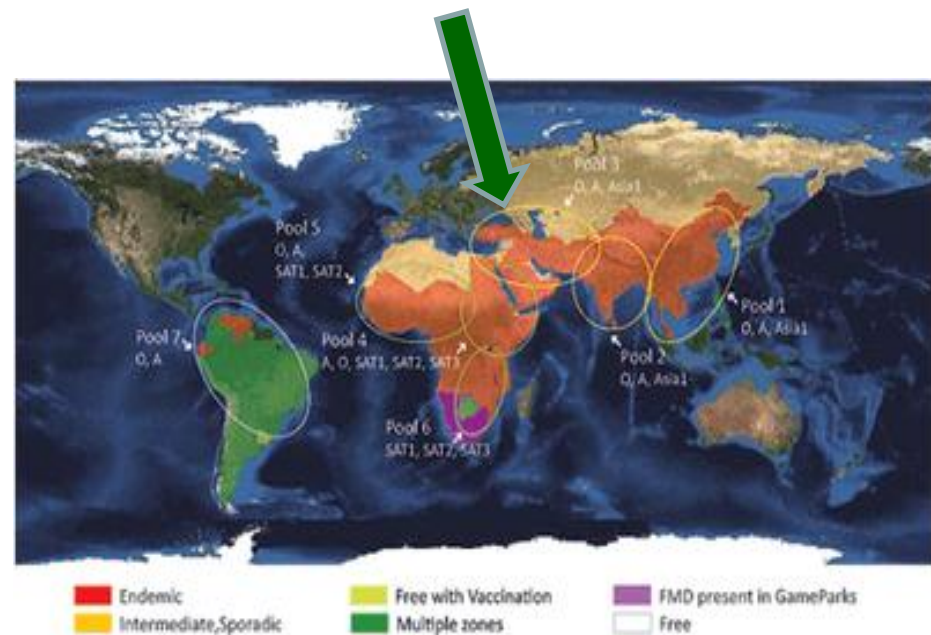 Pool 3
O, A, Asia1
Pool 5
O, A,
SAT1, SAT2
Pool 1
O, A, Asia1
Pool 7
O, A
Pool 4
A, O, SAT1, SAT2, SAT3
Pool 2
O, A, Asia1
Pool 6
SAT1, SAT2, SAT3
Endemic
Free with Vaccination
FMD present in GameParks
Intermediate,Sporadic
Multiple zones
Free